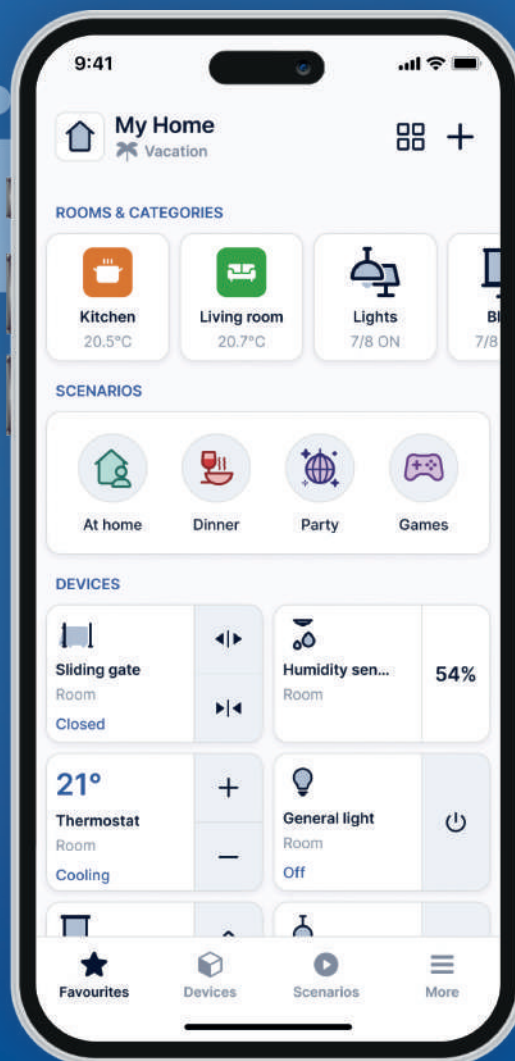 9:41
My Home
Vacation
ROOMS & CATEGORIES
Kitchen
20.5°C
Living room
20.7°C
Lights
7/8 ON
Bl
7/8
SCENARIOS
At home
Dinner
Party
Games
DEVICES
Sliding gate
Room
Closed
Humidity sen...
Room
54%
21°
Thermostat
Room
Cooling
General light
Room
Off
Favourites
Devices
Scenarios
More